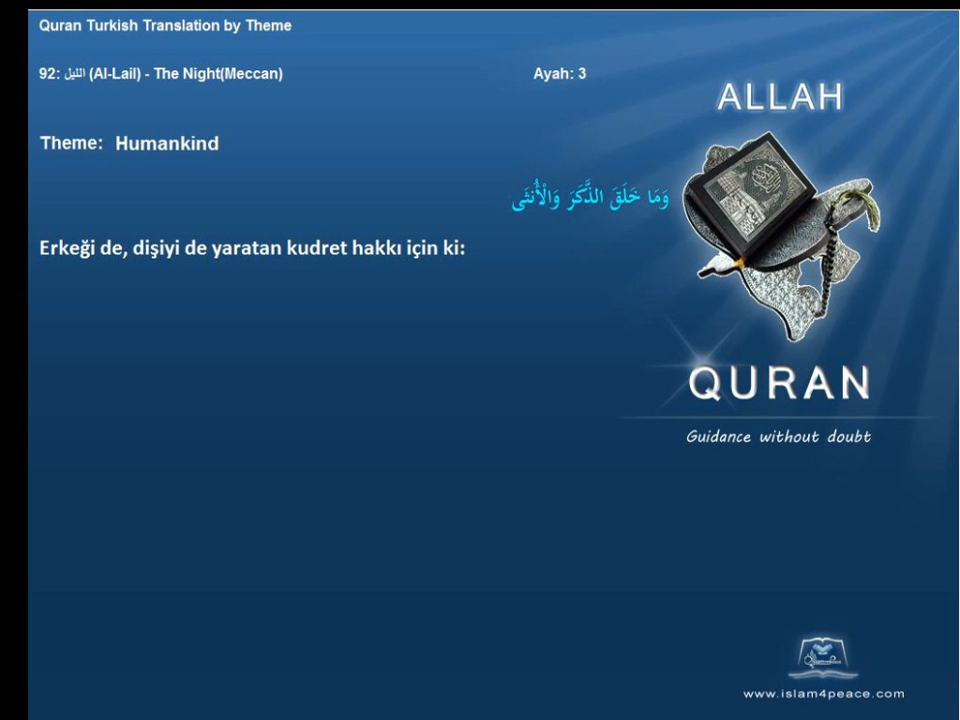 Quran Turkish Translation by Theme
92: الليل (Al-Lail) - The Night(Meccan)
Ayah: 3
ALLAH
Theme: Humankind
وَمَا خَلَقَ الذَّكَرَ وَالْأُنثَى
Erkeği de, dişiyi de yaratan kudret hakkı için ki:
QURAN
Guidance without doubt
www.islam4peace.com